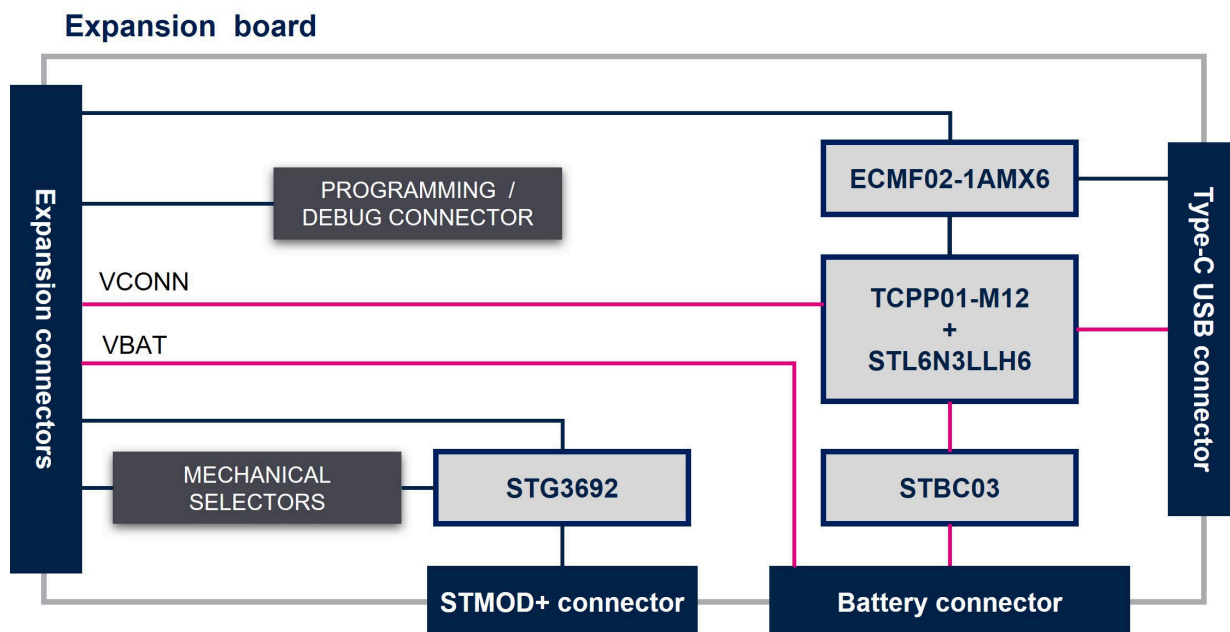 Expansion board
Expansion connectors
ECMF02-1AMX6
PROGRAMMING /
DEBUG CONNECTOR
Type-C USB connector
VCONN
TCPP01-M12
+
STL6N3LLH6
VBAT
MECHANICAL
SELECTORS
STG3692
STBC03
STMOD+ connector
Battery connector